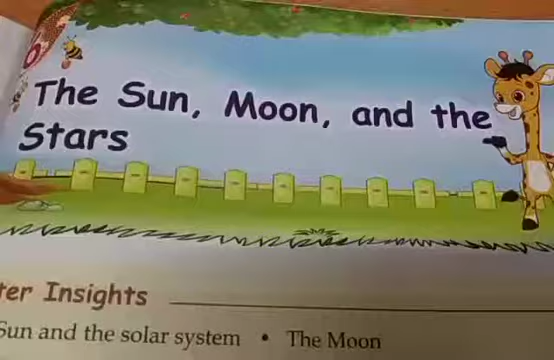 The Sun, Moon, and the
Stars
ter Insights
Sun and the solar system • The Moon